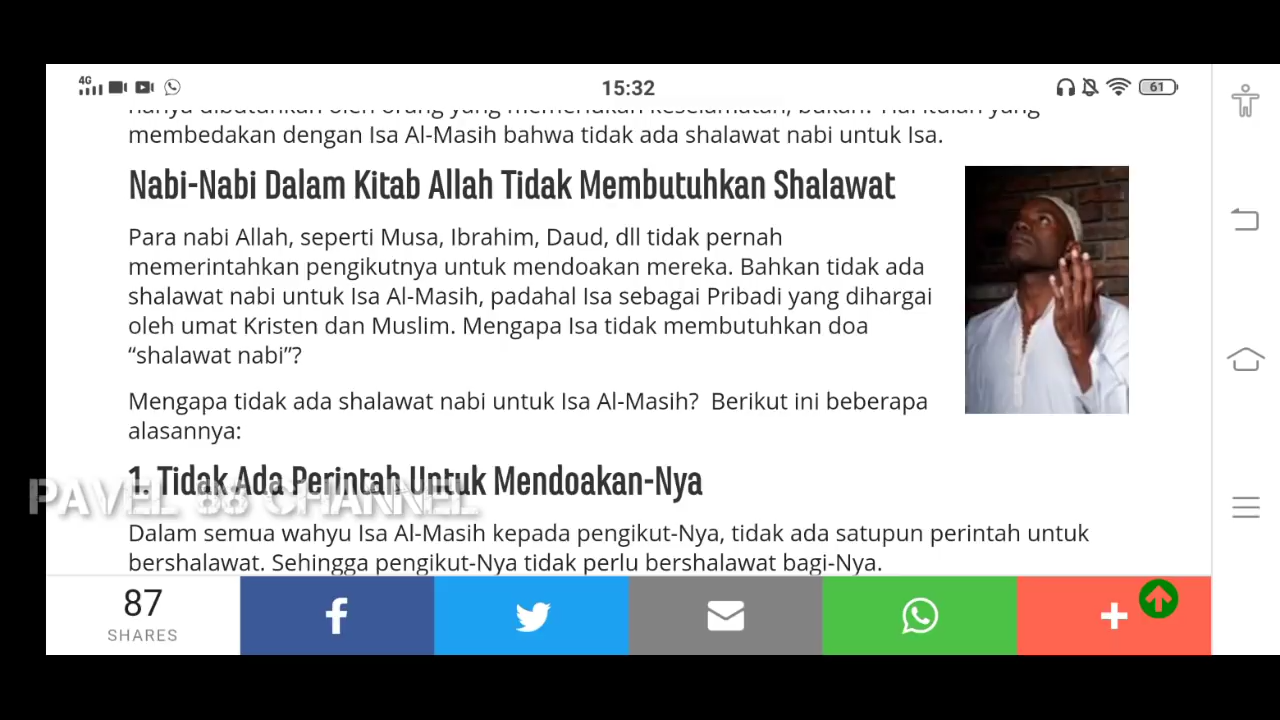 4G
15:32
61
membedakan dengan Isa Al-Masih bahwa tidak ada shalawat nabi untuk Isa.
Nabi-Nabi Dalam Kitab Allah Tidak Membutuhkan Shalawat
Para nabi Allah, seperti Musa, Ibrahim, Daud, dll tidak pernah
memerintahkan pengikutnya untuk mendoakan mereka. Bahkan tidak ada
shalawat nabi untuk Isa Al-Masih, padahal Isa sebagai Pribadi yang dihargai
oleh umat Kristen dan Muslim. Mengapa Isa tidak membutuhkan doa
“shalawat nabi”?
Mengapa tidak ada shalawat nabi untuk Isa Al-Masih? Berikut ini beberapa
alasannya:
1. Tidak Ada Perintah Untuk Mendoakan-Nya
PAVEL 88 CHANNEL
Dalam semua wahyu Isa Al-Masih kepada pengikut-Nya, tidak ada satupun perintah untuk
bershalawat. Sehingga pengikut-Nya tidak perlu bershalawat bagi-Nya.
87
SHARES